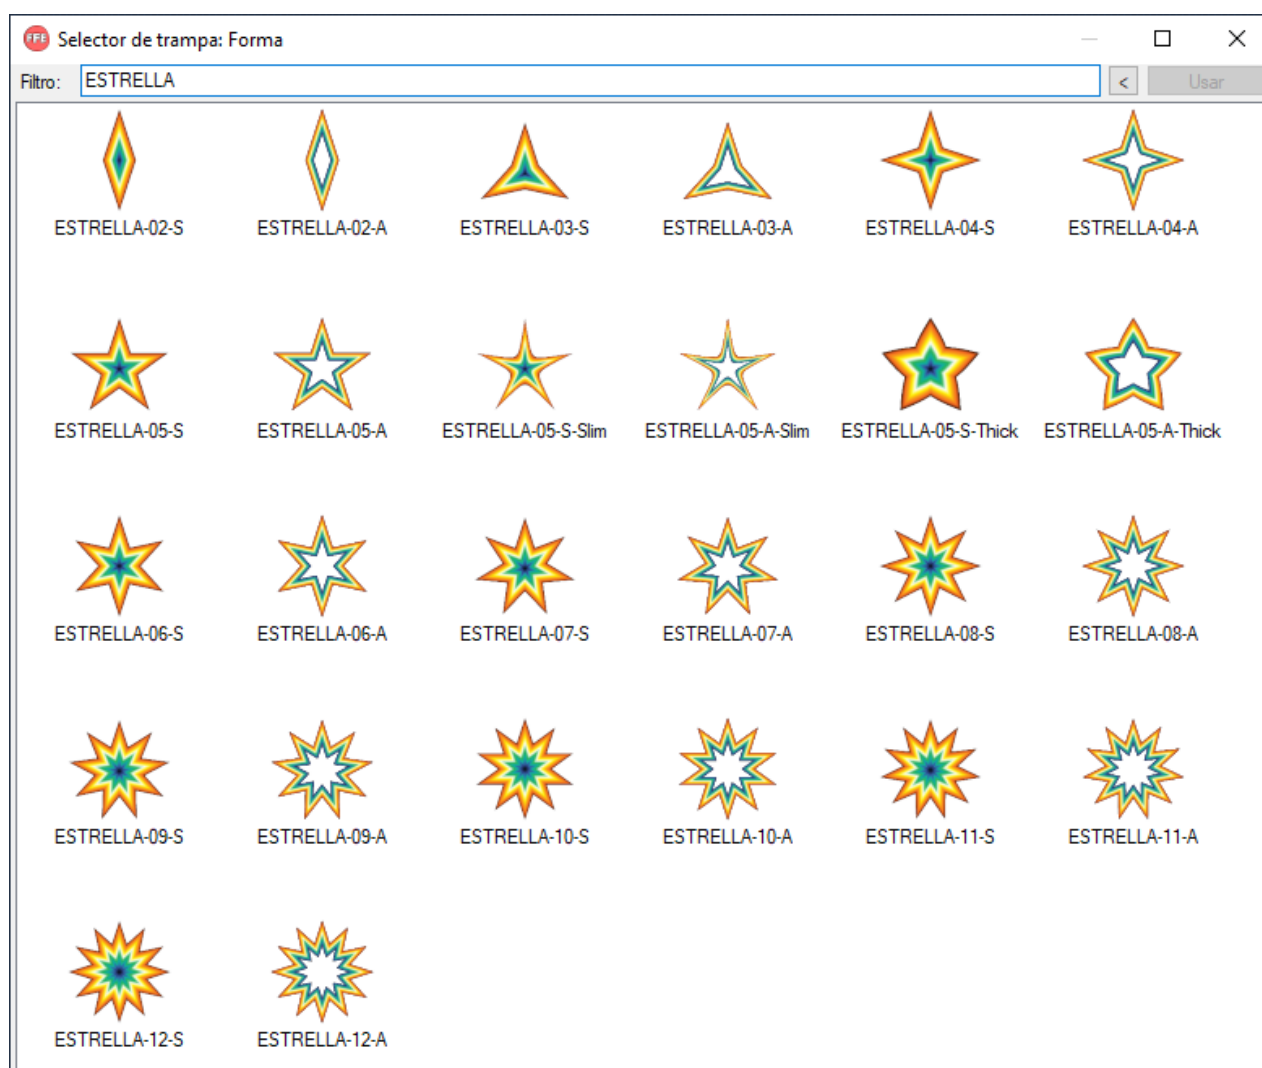 FFE Selector de trampa: Forma
Filtro: ESTRELLA < Usar
ESTRELLA-02-S ESTRELLA-02-A ESTRELLA-03-S ESTRELLA-03-A ESTRELLA-04-S ESTRELLA-04-A
ESTRELLA-05-S ESTRELLA-05-A ESTRELLA-05-S-Slim ESTRELLA-05-A-Slim ESTRELLA-05-S-Thick ESTRELLA-05-A-Thick
ESTRELLA-06-S ESTRELLA-06-A ESTRELLA-07-S ESTRELLA-07-A ESTRELLA-08-S ESTRELLA-08-A
ESTRELLA-09-S ESTRELLA-09-A ESTRELLA-10-S ESTRELLA-10-A ESTRELLA-11-S ESTRELLA-11-A
ESTRELLA-12-S ESTRELLA-12-A